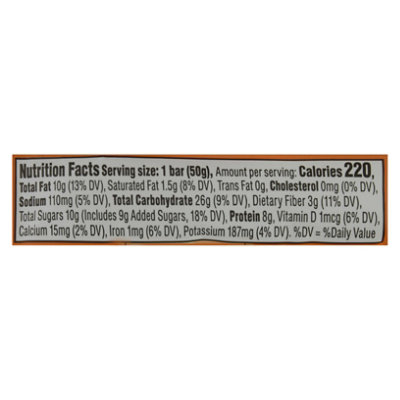 Nutrition Facts Serving size: 1 bar (50g), Amount per serving: Calories 220,
Total Fat 10g (13% DV), Saturated Fat 1.5g (8% DV), Trans Fat 0g, Cholesterol 0mg (0% DV),
Sodium 110mg (5% DV), Total Carbohydrate 26g (9% DV), Dietary Fiber 3g (11% DV),
Total Sugars 10g (Includes 9g Added Sugars, 18% DV), Protein 8g, Vitamin D 1mcg (6% DV),
Calcium 15mg (2% DV), Iron 1mg (6% DV), Potassium 187mg (4% DV). %DV = %Daily Value